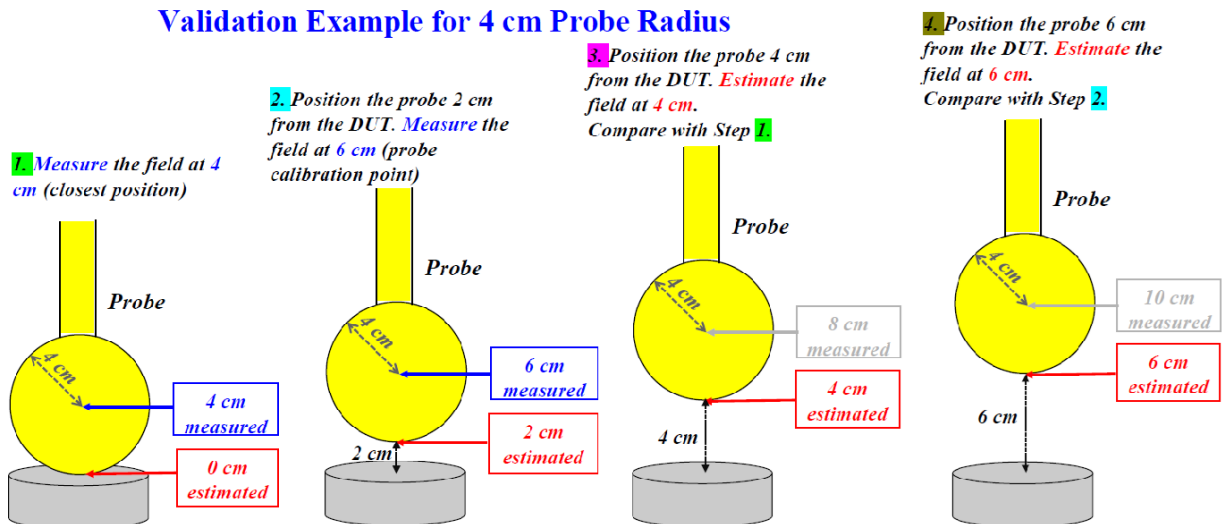 Validation Example for 4 cm Probe Radius
1. Measure the field at 4
cm (closest position)
Probe
4 cm
4 cm
measured
0 cm
estimated
2. Position the probe 2 cm
from the DUT. Measure the
field at 6 cm (probe
calibration point)
Probe
4 cm
6 cm
measured
2 cm
estimated
2 cm
3. Position the probe 4 cm
from the DUT. Estimate the
field at 4 cm.
Compare with Step 1.
Probe
4 cm
8 cm
measured
4 cm
estimated
4 cm
4. Position the probe 6 cm
from the DUT. Estimate the
field at 6 cm.
Compare with Step 2.
Probe
4 cm
10 cm
measured
6 cm
estimated
6 cm